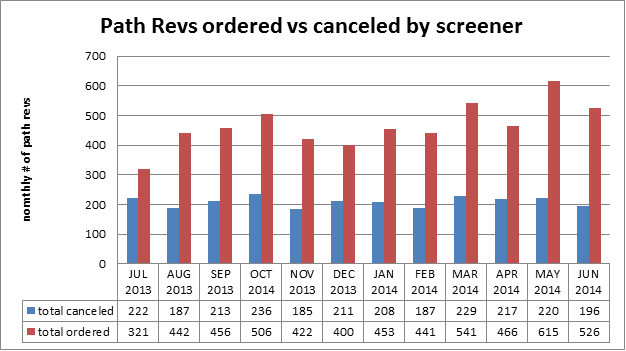 Path Revs ordered vs canceled by screener
nomthly # of path revs
700
600
500
400
300
200
100
0
JUL AUG SEP OCT NOV DEC JAN FEB MAR APR MAY JUN
2013 2013 2013 2013 2013 2013 2014 2014 2014 2014 2014 2014
total canceled 222 187 213 236 185 211 208 187 229 217 220 196
total ordered 321 442 456 506 422 400 453 441 541 466 615 526